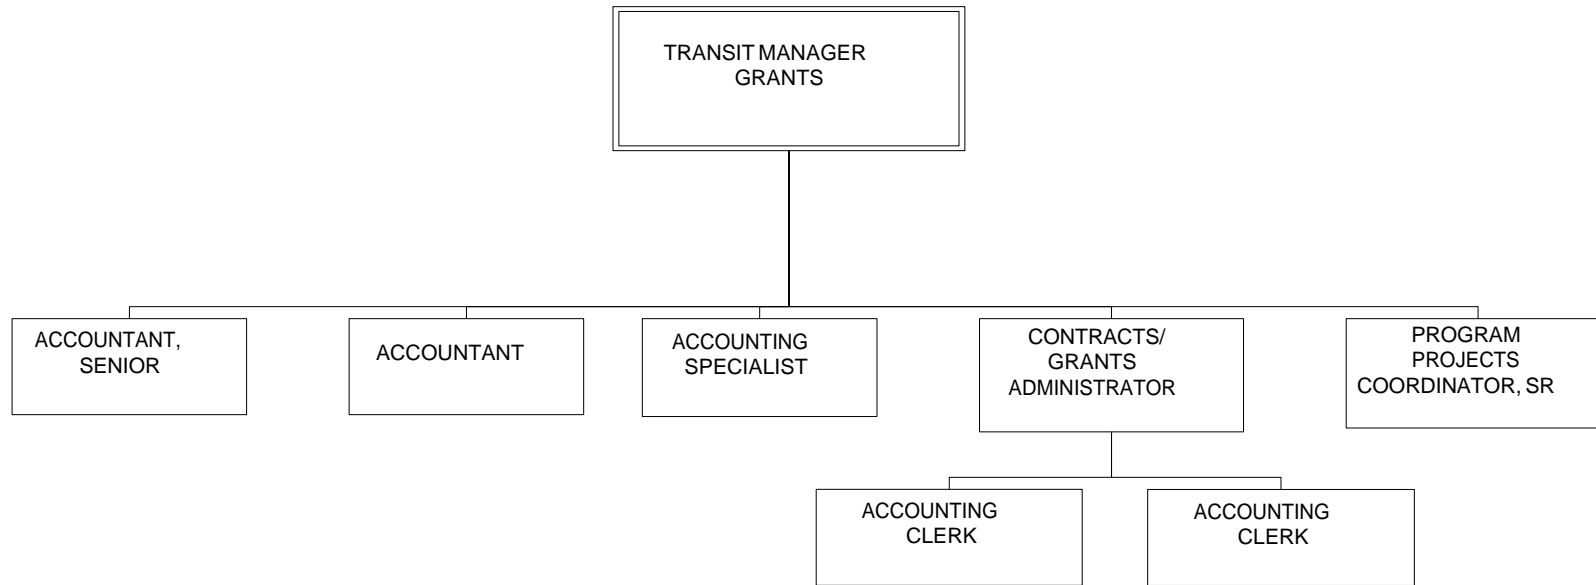 TRANSIT MANAGER
GRANTS
ACCOUNTANT,
SENIOR
ACCOUNTANT
ACCOUNTING
SPECIALIST
CONTRACTS/
GRANTS
ADMINISTRATOR
PROGRAM
PROJECTS
COORDINATOR, SR
ACCOUNTING
CLERK
ACCOUNTING
CLERK